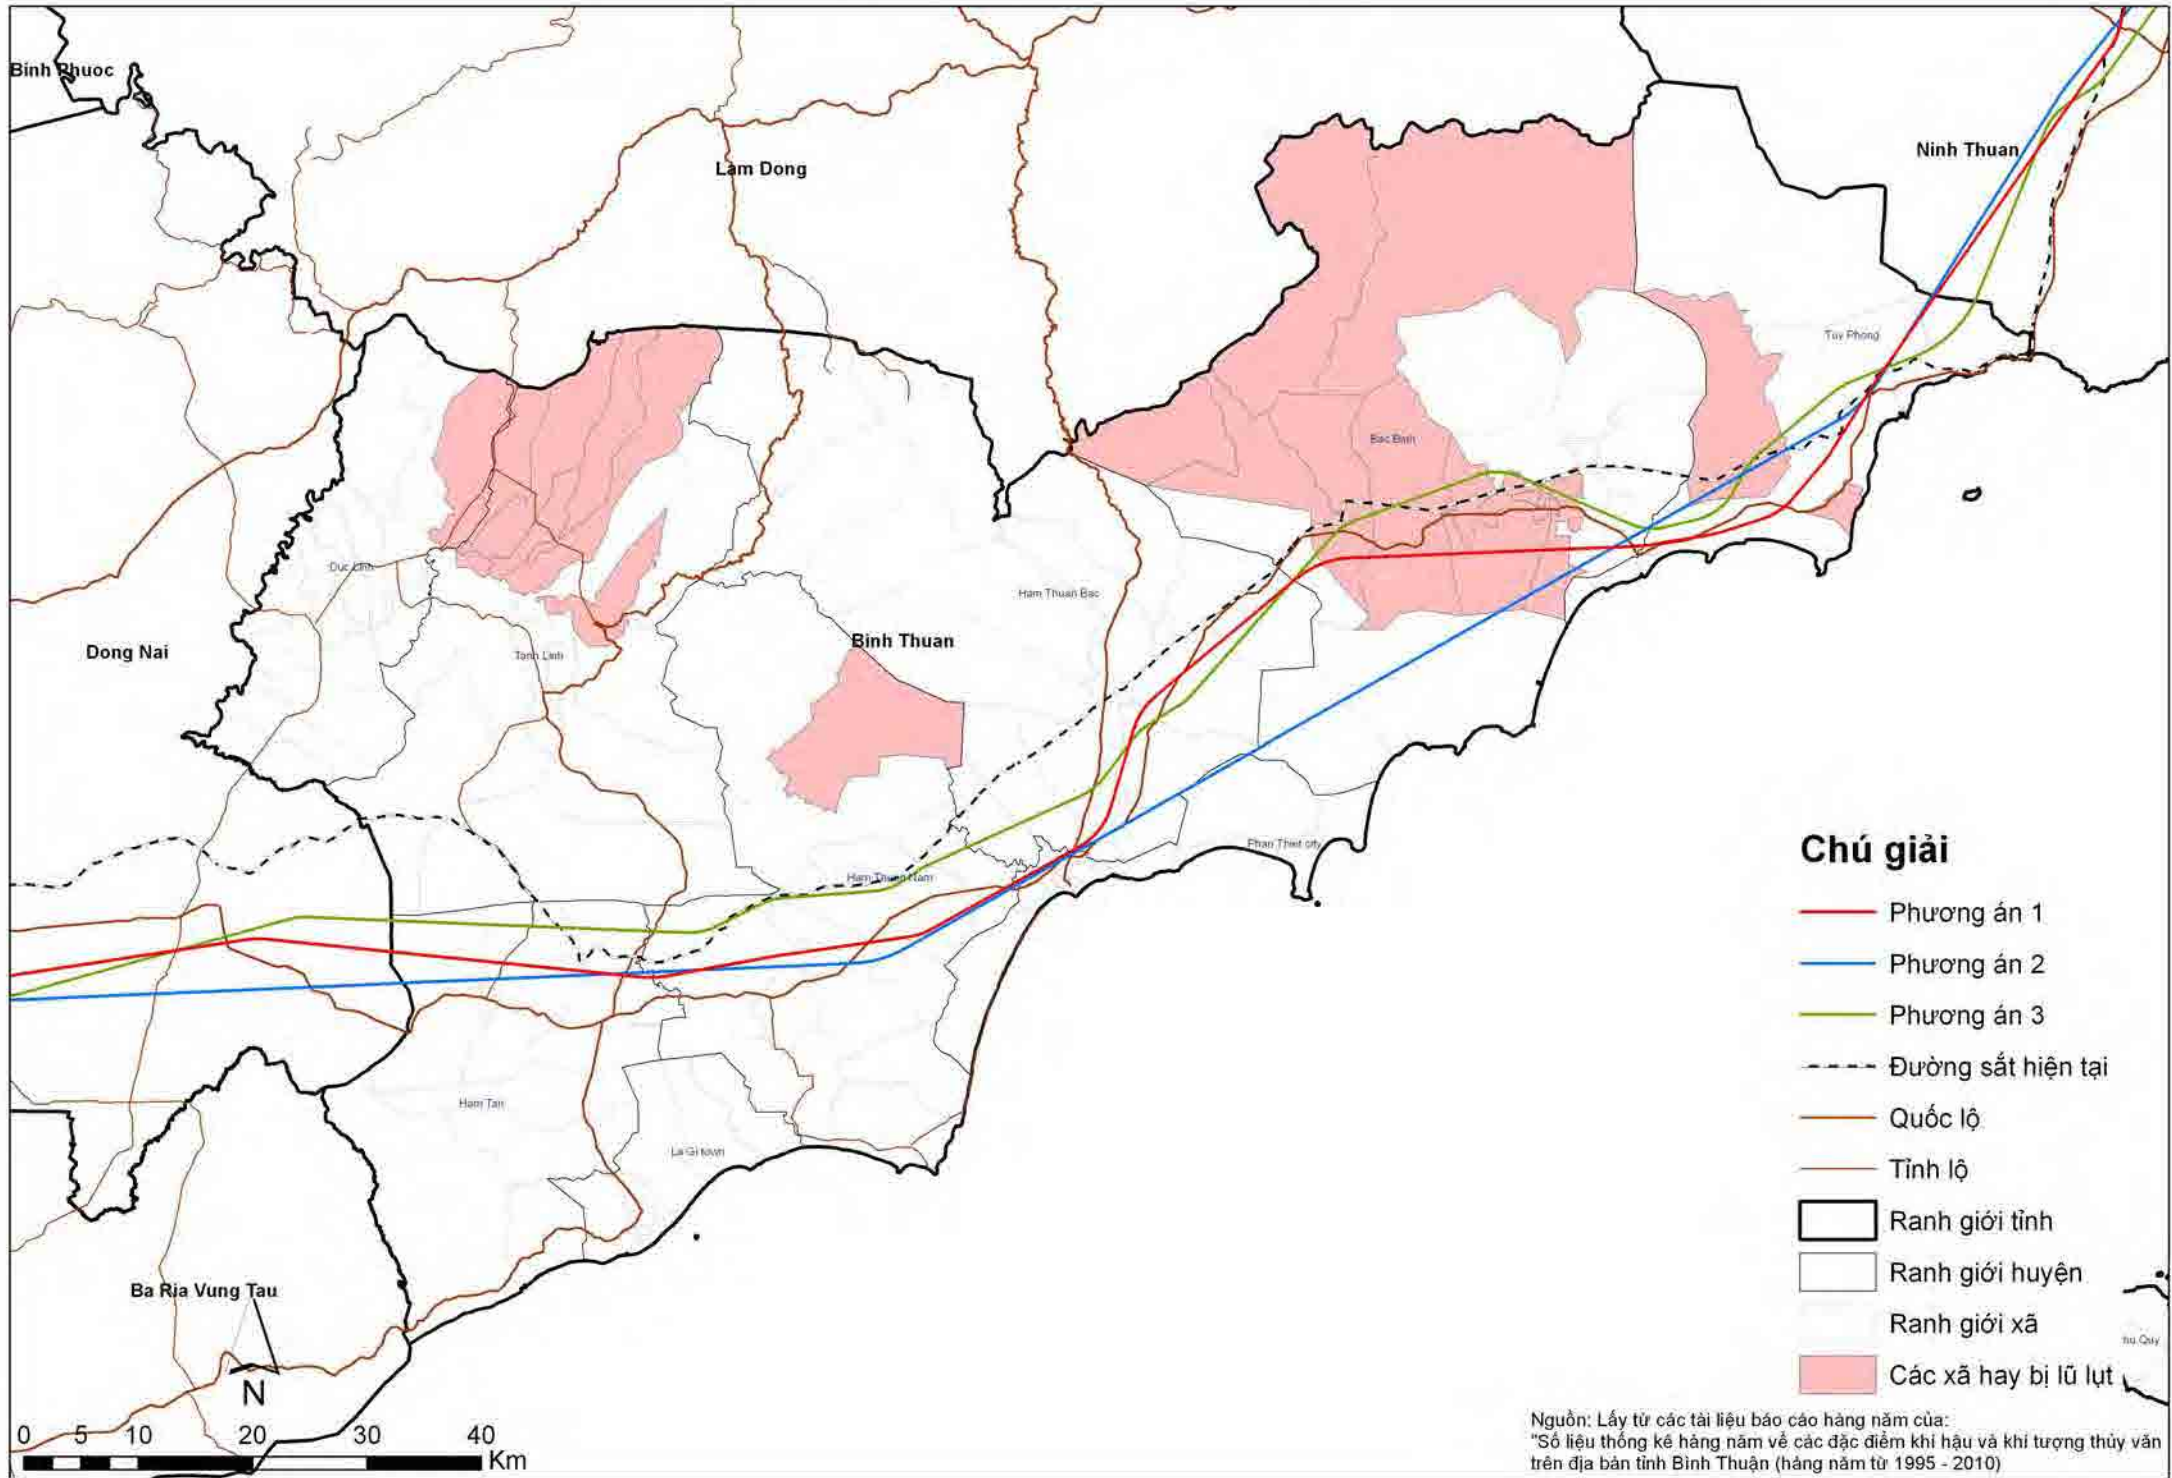 Binh Phuoc
Lam Dong
Ninh Thuan
Tuy Phong
Bac Binh
Duc Linh
Ham Thuan Bac
Dong Nai
Tanh Linh
Binh Thuan
Phan Thiet city
Ham Thuan Nam
Ham Tan
La Gi town
Ba Ria Vung Tau
N
0 5 10 20 30 40
Km
Chú giải
Phương án 1
Phương án 2
Phương án 3
Đường sắt hiện tại
Quốc lộ
Tỉnh lộ
Ranh giới tỉnh
Ranh giới huyện
Ranh giới xã
hu Quy
Các xã hay bị lũ lụt
Nguồn: Lấy từ các tài liệu báo cáo hàng năm của:
"Số liệu thống kê hàng năm về các đặc điểm khí hậu và khí tượng thủy văn
trên địa bàn tỉnh Bình Thuận (hàng năm từ 1995 - 2010)